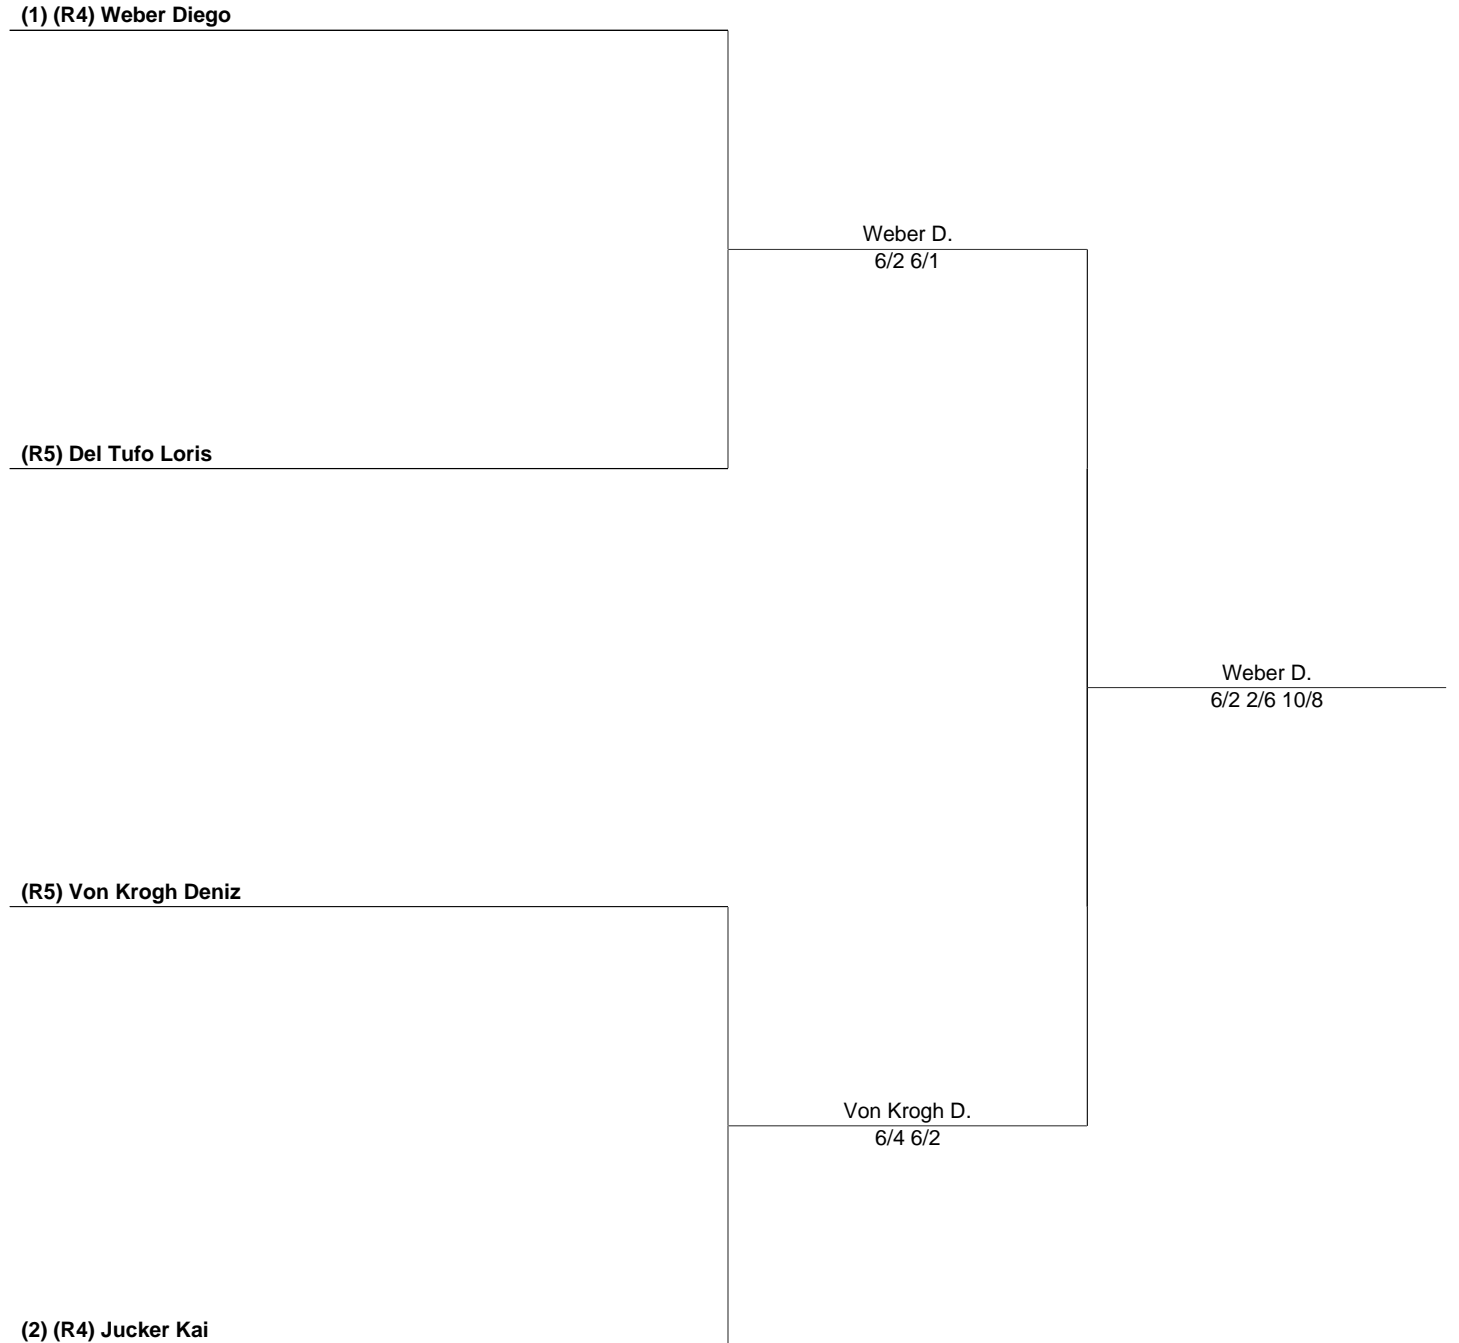 (1) (R4) Weber Diego
Weber D.
6/2 6/1
(R5) Del Tufo Loris
Weber D.
6/2 2/6 10/8
(R5) Von Krogh Deniz
Von Krogh D.
6/4 6/2
(2) (R4) Jucker Kai